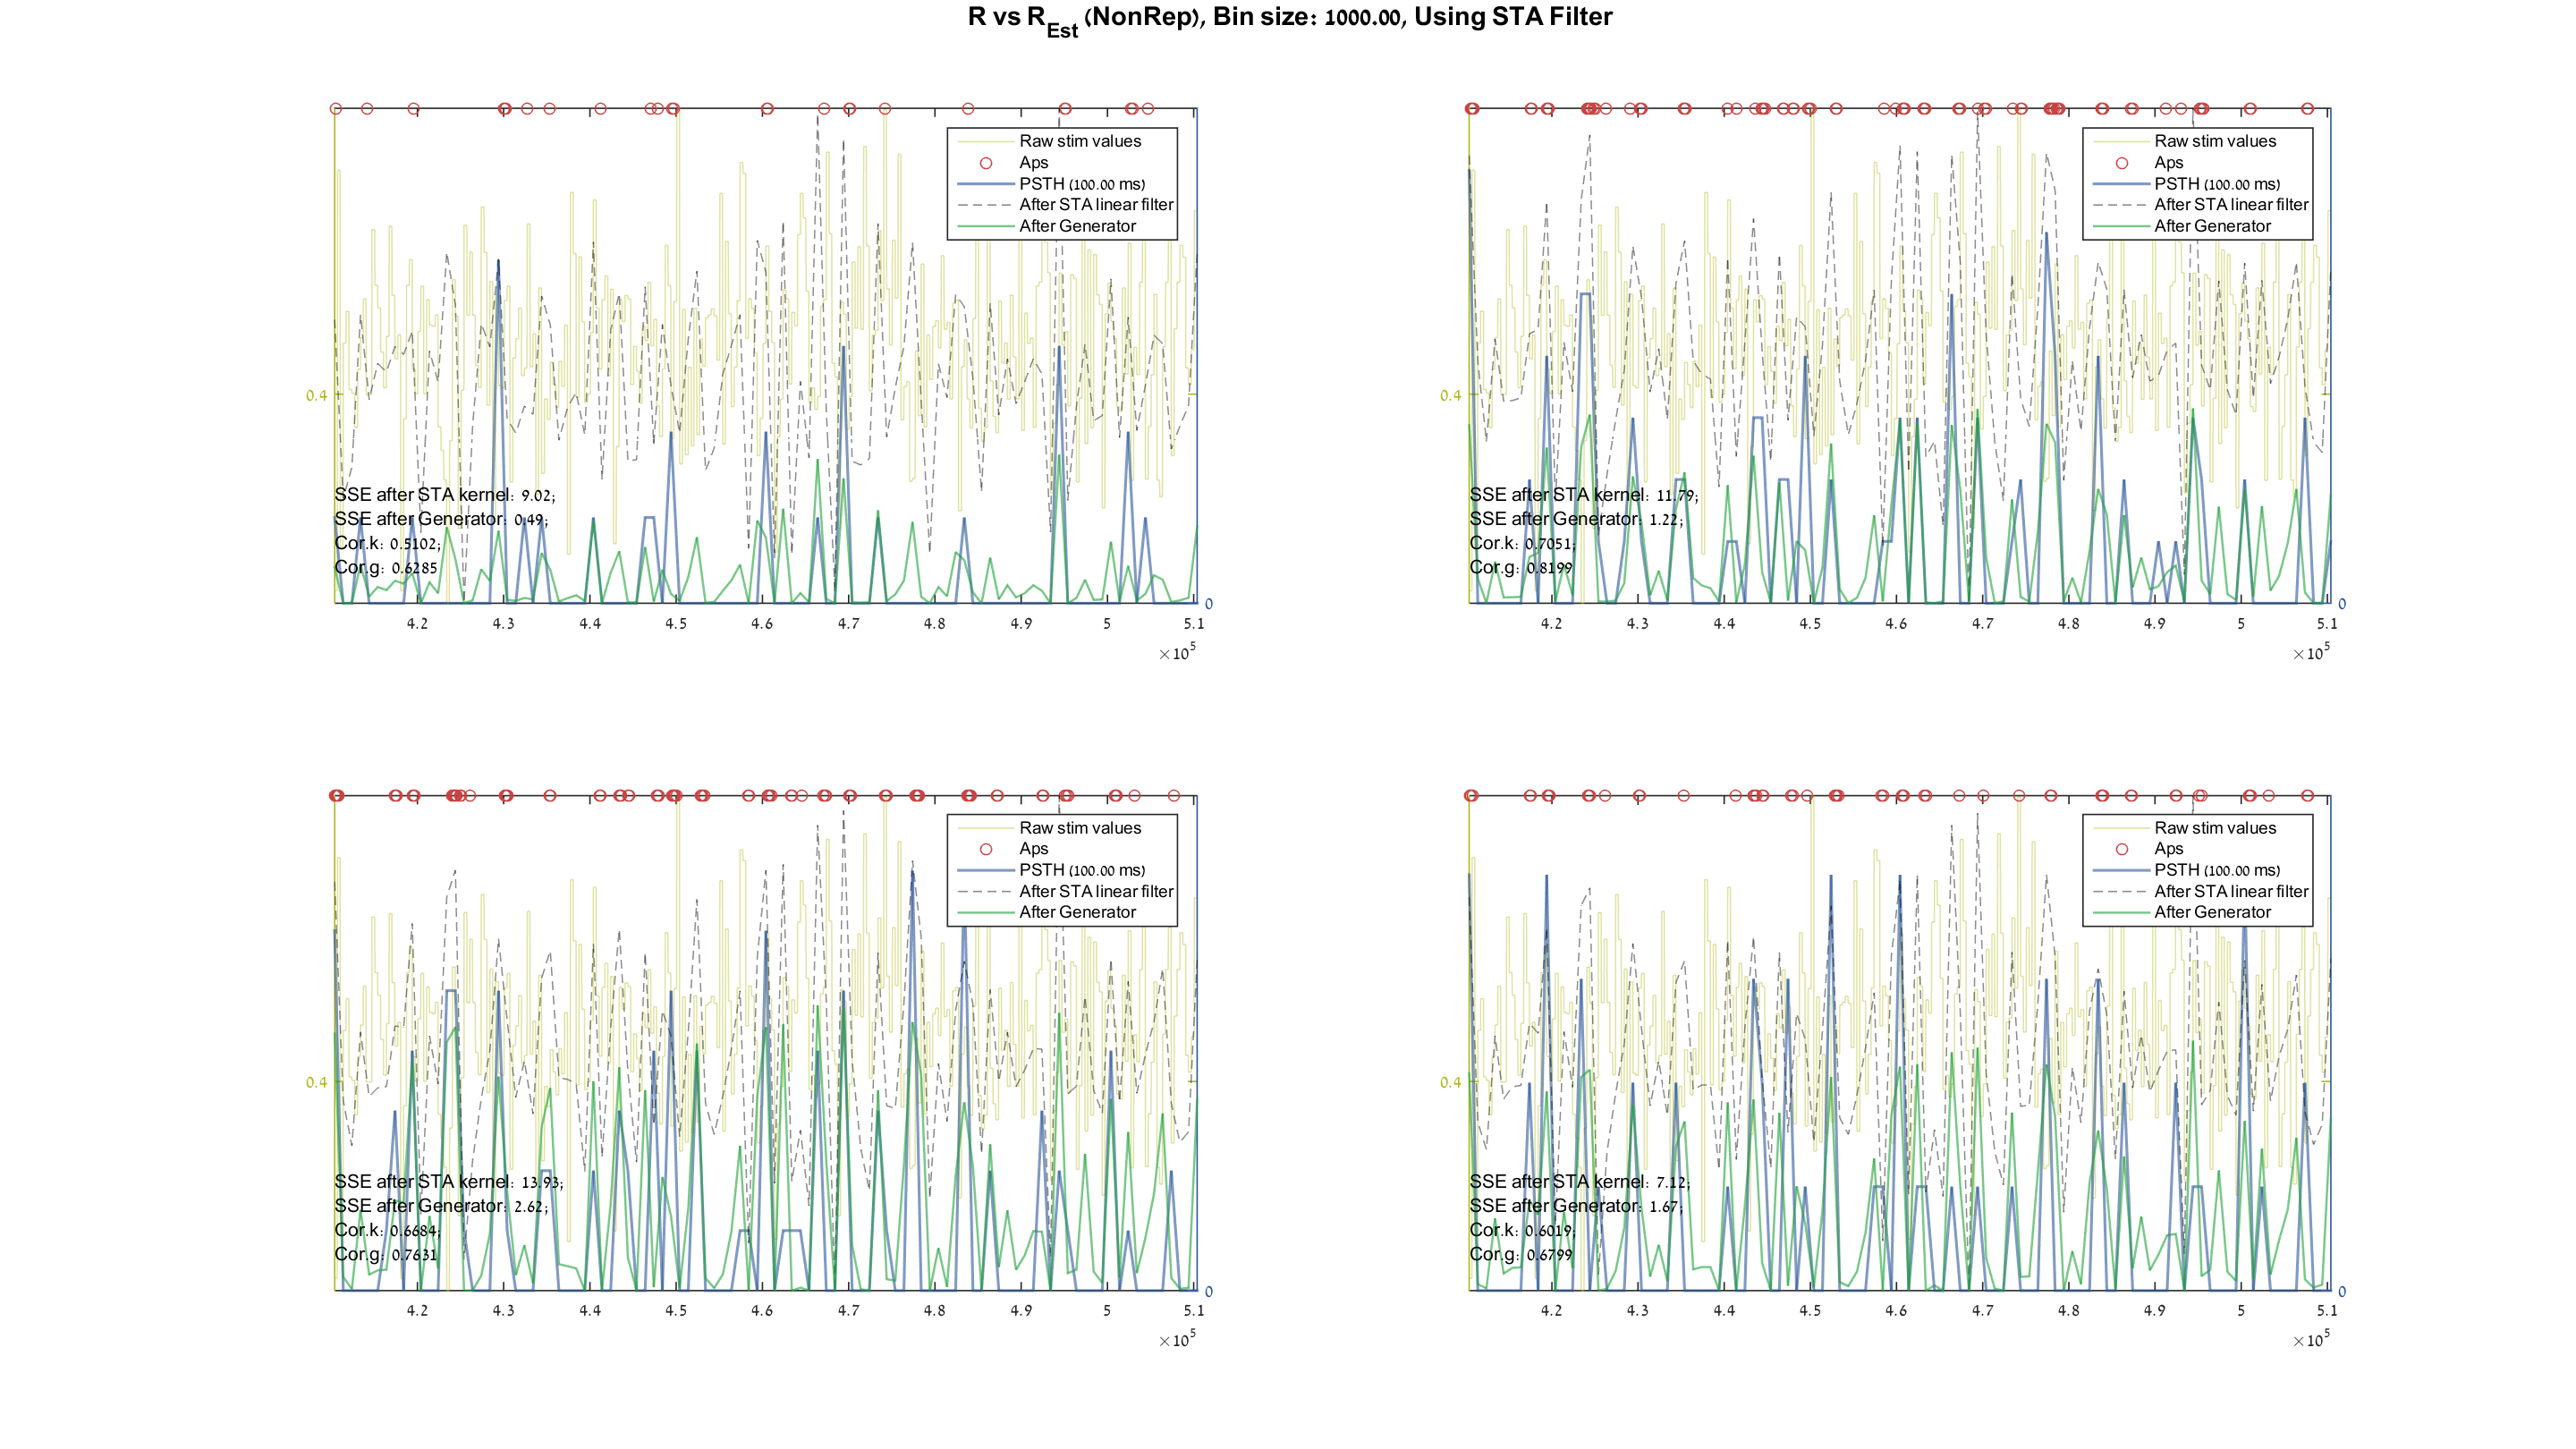 R vs R_Est (NonRep), Bin size: 1000.00, Using STA Filter
Raw stim values
Aps
PSTH (100.00 ms)
After STA linear filter
After Generator
0.4
SSE after STA kernel: 9.02;
SSE after Generator: 0.49;
Cor.k: 0.5102;
Cor.g: 0.6285
0
4.2 4.3 4.4 4.5 4.6 4.7 4.8 4.9 5 5.1
×10^5
Raw stim values
Aps
PSTH (100.00 ms)
After STA linear filter
After Generator
0.4
SSE after STA kernel: 11.79;
SSE after Generator: 1.22;
Cor.k: 0.7051;
Cor.g: 0.8199
0
4.2 4.3 4.4 4.5 4.6 4.7 4.8 4.9 5 5.1
×10^5
Raw stim values
Aps
PSTH (100.00 ms)
After STA linear filter
After Generator
0.4
SSE after STA kernel: 13.93;
SSE after Generator: 2.62;
Cor.k: 0.6684;
Cor.g: 0.7631
0
4.2 4.3 4.4 4.5 4.6 4.7 4.8 4.9 5 5.1
×10^5
Raw stim values
Aps
PSTH (100.00 ms)
After STA linear filter
After Generator
0.4
SSE after STA kernel: 7.12;
SSE after Generator: 1.67;
Cor.k: 0.6019;
Cor.g: 0.6799
0
4.2 4.3 4.4 4.5 4.6 4.7 4.8 4.9 5 5.1
×10^5